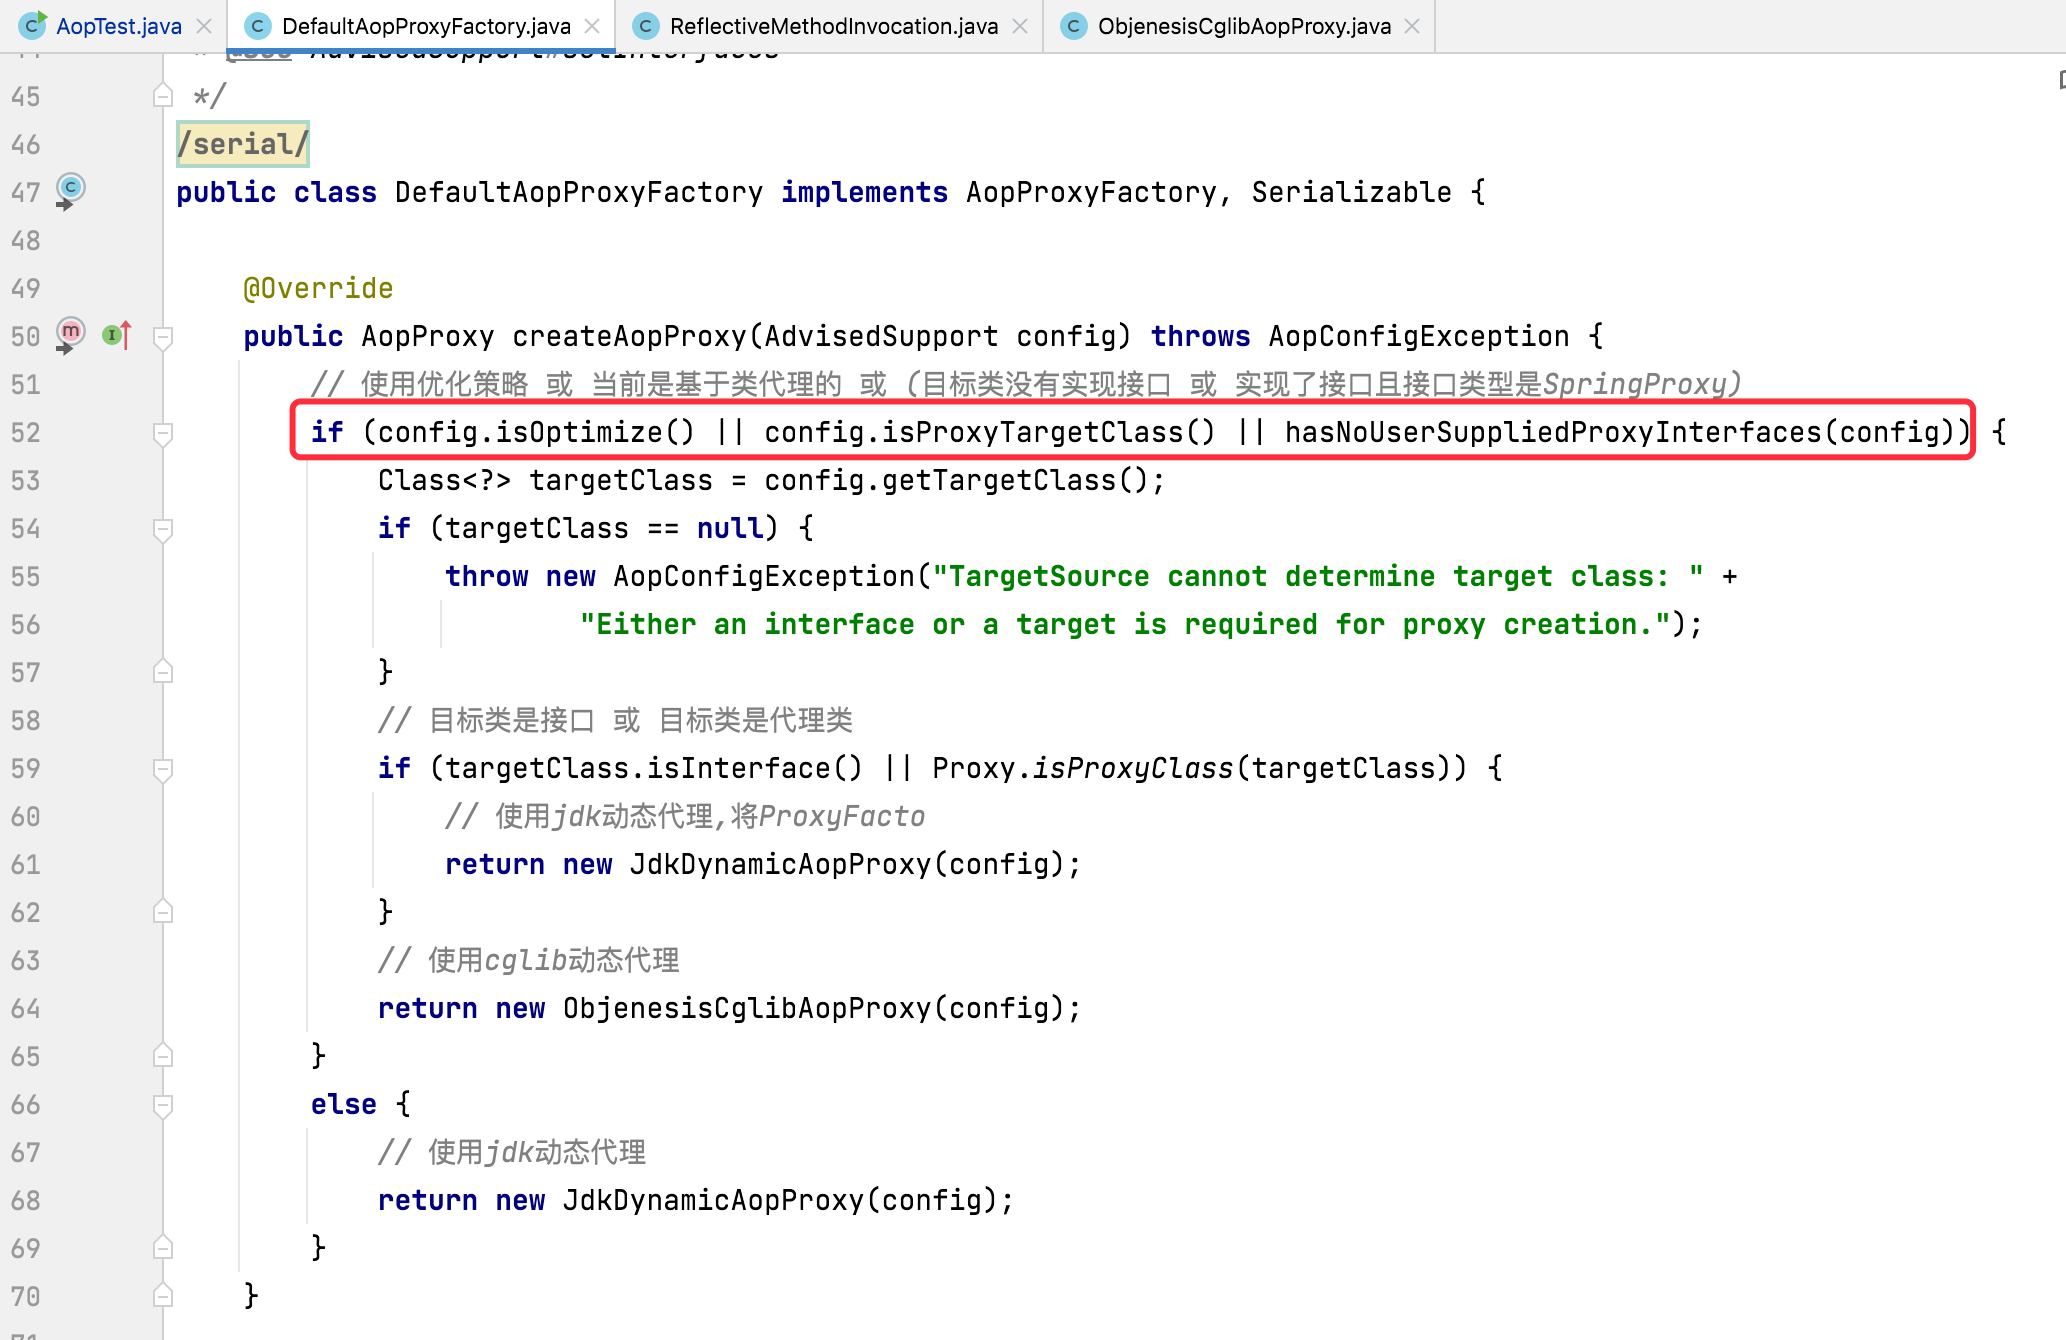 AopTest.java
DefaultAopProxyFactory.java
ReflectiveMethodInvocation.java
ObjenesisCglibAopProxy.java
45 */
46 /serial/
47 public class DefaultAopProxyFactory implements AopProxyFactory, Serializable {
48
49 @Override
50 public AopProxy createAopProxy(AdvisedSupport config) throws AopConfigException {
51 // 使用优化策略 或 当前是基于类代理的 或 (目标类没有实现接口 或 实现了接口且接口类型是SpringProxy)
52 if (config.isOptimize() || config.isProxyTargetClass() || hasNoUserSuppliedProxyInterfaces(config)) {
53 Class<?> targetClass = config.getTargetClass();
54 if (targetClass == null) {
55 throw new AopConfigException("TargetSource cannot determine target class: " +
56 "Either an interface or a target is required for proxy creation.");
57 }
58 // 目标类是接口 或 目标类是代理类
59 if (targetClass.isInterface() || Proxy.isProxyClass(targetClass)) {
60 // 使用jdk动态代理,将ProxyFacto
61 return new JdkDynamicAopProxy(config);
62 }
63 // 使用cglib动态代理
64 return new ObjenesisCglibAopProxy(config);
65 }
66 else {
67 // 使用jdk动态代理
68 return new JdkDynamicAopProxy(config);
69 }
70 }